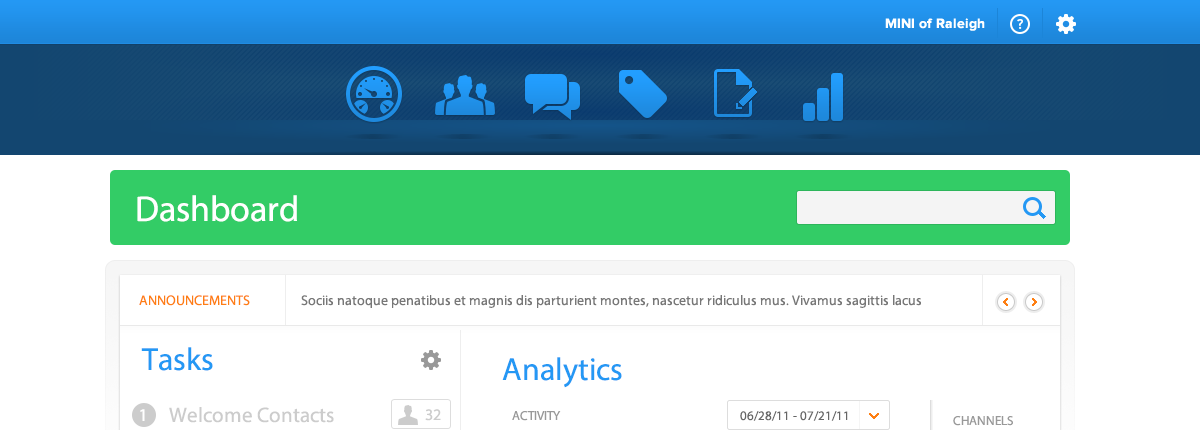 MINI of Raleigh
?
Dashboard
ANNOUNCEMENTS
Sociis natoque penatibus et magnis dis parturient montes, nascetur ridiculus mus. Vivamus sagittis lacus
Tasks
Analytics
1 Welcome Contacts 32
ACTIVITY
06/28/11 - 07/21/11
CHANNELS